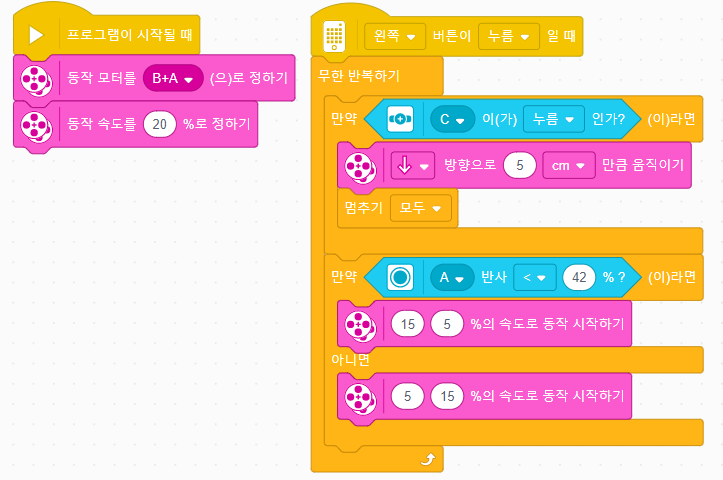 프로그램이 시작될 때
동작 모터를 B+A (으)로 정하기
동작 속도를 20 %로 정하기
왼쪽 버튼이 누름 일 때
무한 반복하기
만약 C 이(가) 누름 인가? (이)라면
방향으로 5 cm 만큼 움직이기
멈추기 모두
만약 A 반사 < 42 % ? (이)라면
15 5 %의 속도로 동작 시작하기
아니면
5 15 %의 속도로 동작 시작하기